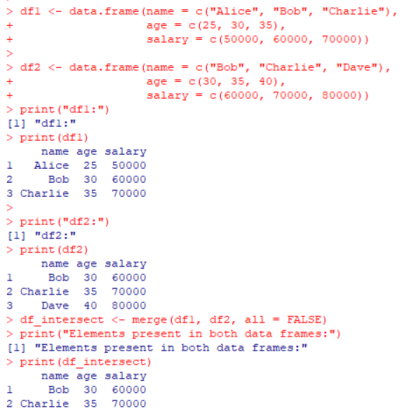 > df1 <- data.frame(name = c("Alice", "Bob", "Charlie"),
+                   age = c(25, 30, 35),
+                   salary = c(50000, 60000, 70000))
>
> df2 <- data.frame(name = c("Bob", "Charlie", "Dave"),
+                   age = c(30, 35, 40),
+                   salary = c(60000, 70000, 80000))
> print("df1:")
[1] "df1:"
> print(df1)
     name age salary
1   Alice  25  50000
2     Bob  30  60000
3 Charlie  35  70000
>
> print("df2:")
[1] "df2:"
> print(df2)
     name age salary
1     Bob  30  60000
2 Charlie  35  70000
3    Dave  40  80000
> df_intersect <- merge(df1, df2, all = FALSE)
> print("Elements present in both data frames:")
[1] "Elements present in both data frames:"
> print(df_intersect)
     name age salary
1     Bob  30  60000
2 Charlie  35  70000